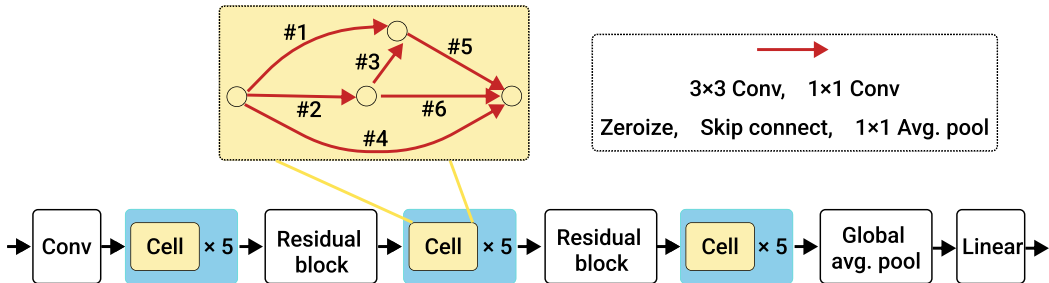 #1
#3
#5
#2
#6
#4
3×3 Conv, 1×1 Conv
Zeroize, Skip connect, 1×1 Avg. pool
Conv
Cell × 5
Residual
block
Cell × 5
Residual
block
Cell × 5
Global
avg. pool
Linear